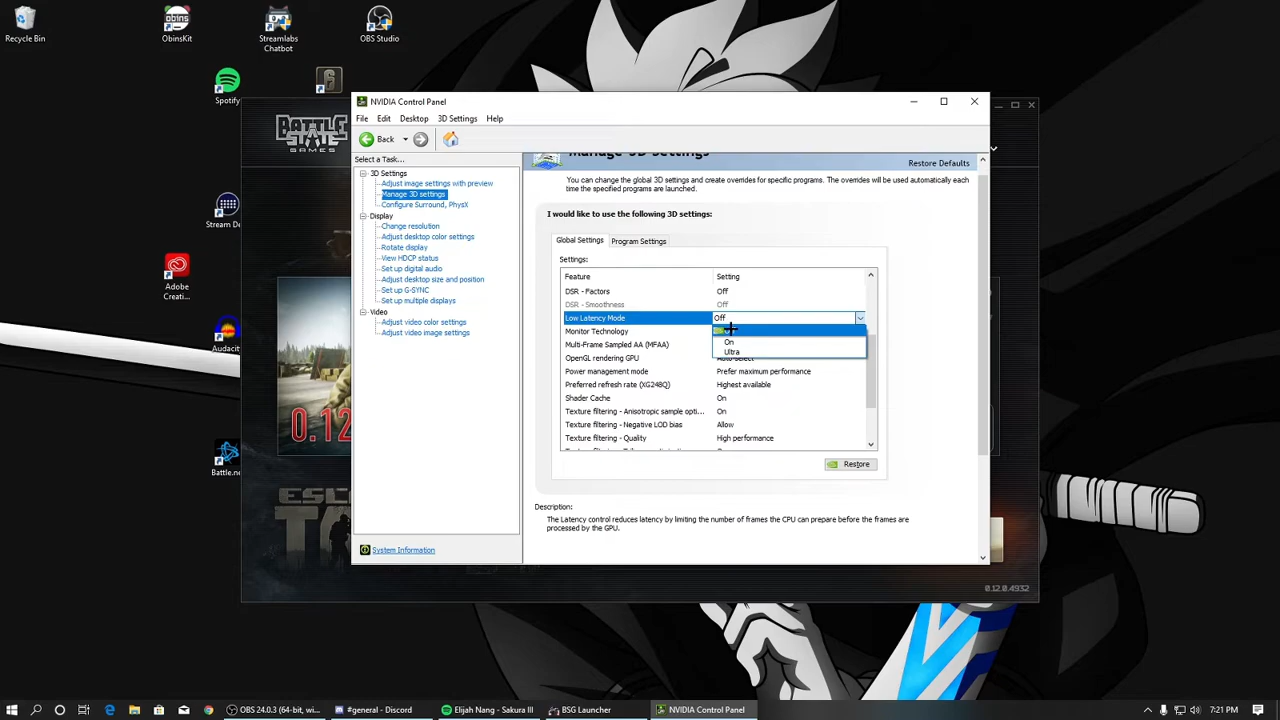 Recycle Bin
ObinsKit
Streamlabs
Chatbot
OBS Studio
Spotify
Stream De
Adobe
Creati...
Audacit
Battle.ne
BATTLE
STATE
GAMES
0.12
ESC
NVIDIA Control Panel
File Edit Desktop 3D Settings Help
Back
Select a Task...
3D Settings
Adjust image settings with preview
Manage 3D settings
Configure Surround, PhysX
Display
Change resolution
Adjust desktop color settings
Rotate display
View HDCP status
Set up digital audio
Adjust desktop size and position
Set up G-SYNC
Set up multiple displays
Video
Adjust video color settings
Adjust video image settings
System Information
Manage 3D Settings
Restore Defaults
You can change the global 3D settings and create overrides for specific programs. The overrides will be used automatically each
time the specified programs are launched.
I would like to use the following 3D settings:
Global Settings Program Settings
Settings:
Feature Setting
DSR - Factors Off
DSR - Smoothness Off
Low Latency Mode Off
Monitor Technology
On
Ultra
Multi-Frame Sampled AA (MFAA)
OpenGL rendering GPU Auto-select
Power management mode Prefer maximum performance
Preferred refresh rate (XG248Q) Highest available
Shader Cache On
Texture filtering - Anisotropic sample opti... On
Texture filtering - Negative LOD bias Allow
Texture filtering - Quality High performance
Restore
Description:
The Latency control reduces latency by limiting the number of frames the CPU can prepare before the frames are
processed by the GPU.
0.12.0.4932
OBS 24.0.3 (64-bit, wi...
#general - Discord
Elijah Nang - Sakura III
BSG Launcher
NVIDIA Control Panel
7:21 PM